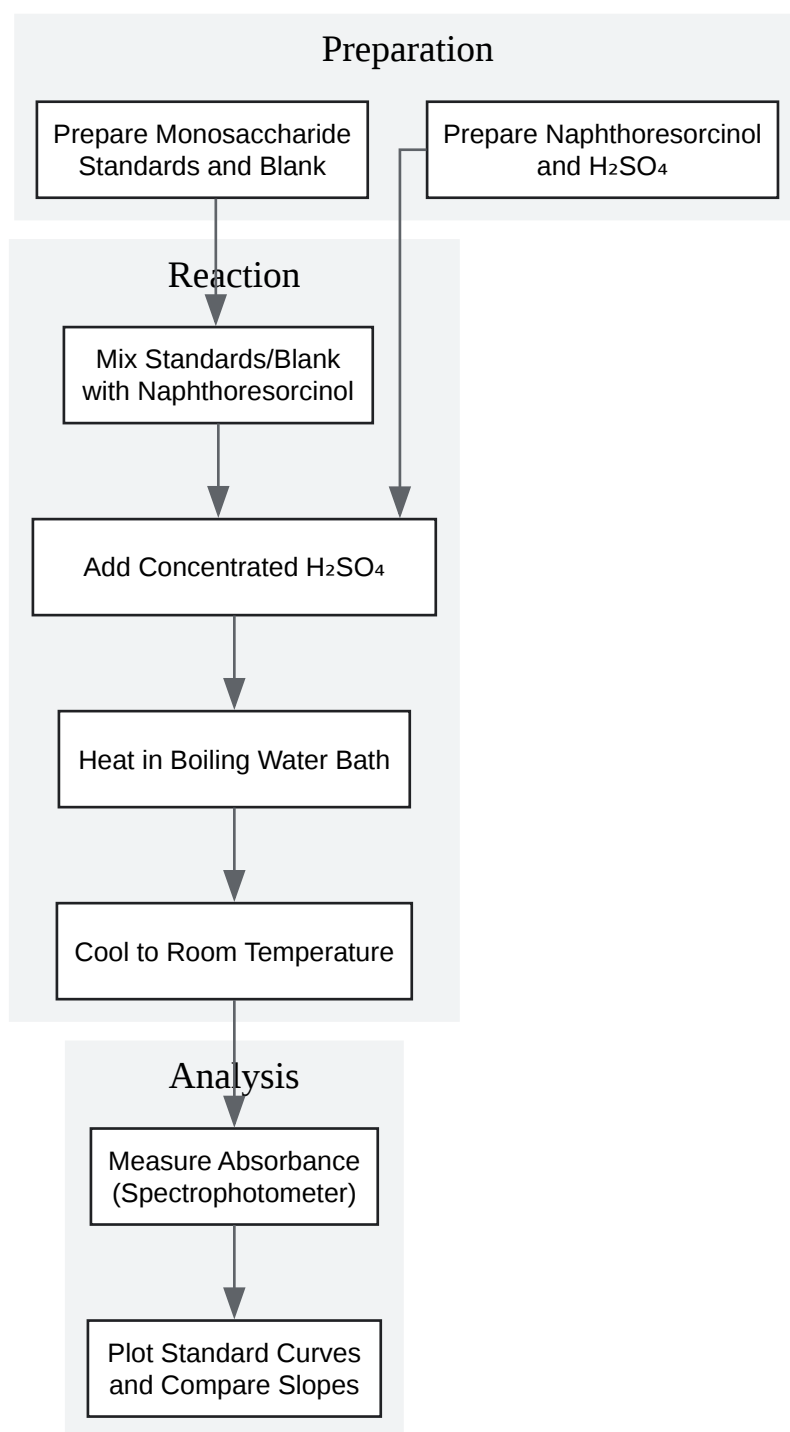 Preparation
Prepare Monosaccharide
Standards and Blank
Prepare Naphthoresorcinol
and H₂SO₄
Reaction
Mix Standards/Blank
with Naphthoresorcinol
Add Concentrated H₂SO₄
Heat in Boiling Water Bath
Cool to Room Temperature
Analysis
Measure Absorbance
(Spectrophotometer)
Plot Standard Curves
and Compare Slopes